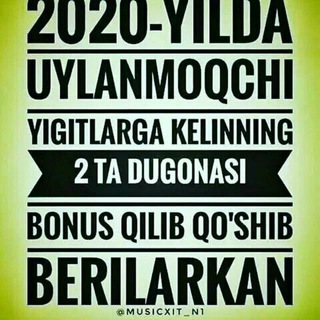 2020-YILDA
UYLANMOQCHI
YIGITLARGA KELINNING
2 TA DUGONASI
BONUS QILIB QO'SHIB
BERILARKAN
@MUSICXIT_N1